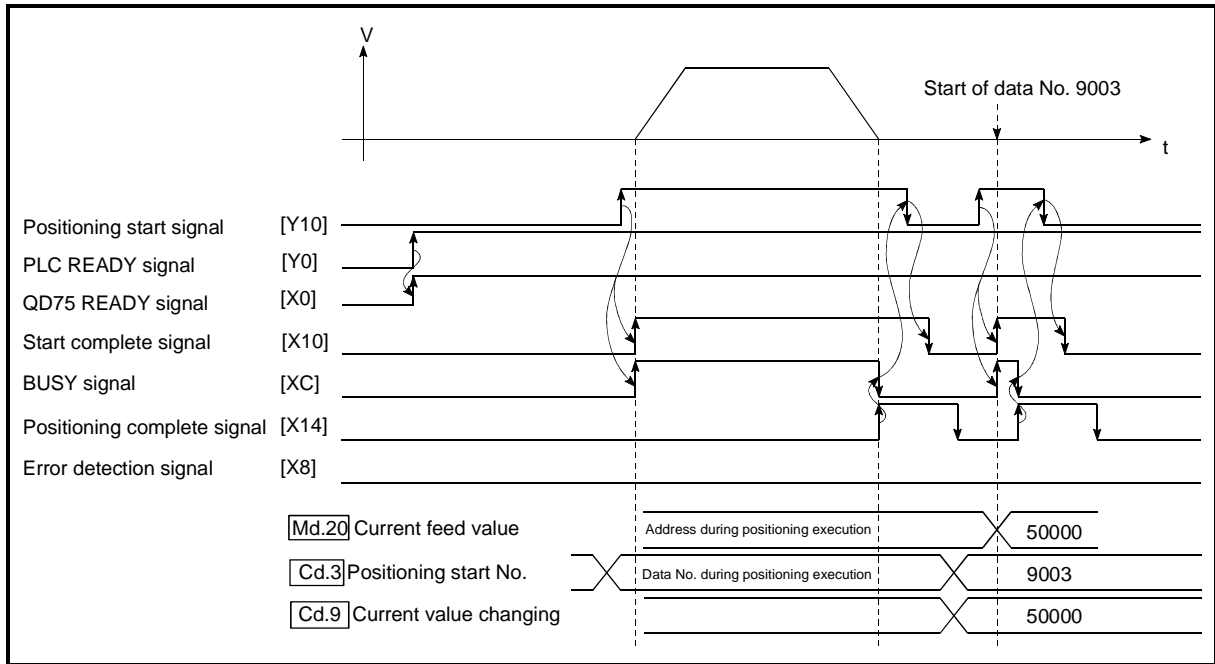 V
Start of data No. 9003
t
Positioning start signal [Y10]
PLC READY signal [Y0]
QD75 READY signal [X0]
Start complete signal [X10]
BUSY signal [XC]
Positioning complete signal [X14]
Error detection signal [X8]
Md.20 Current feed value Address during positioning execution 50000
Cd.3 Positioning start No. Data No. during positioning execution 9003
Cd.9 Current value changing 50000